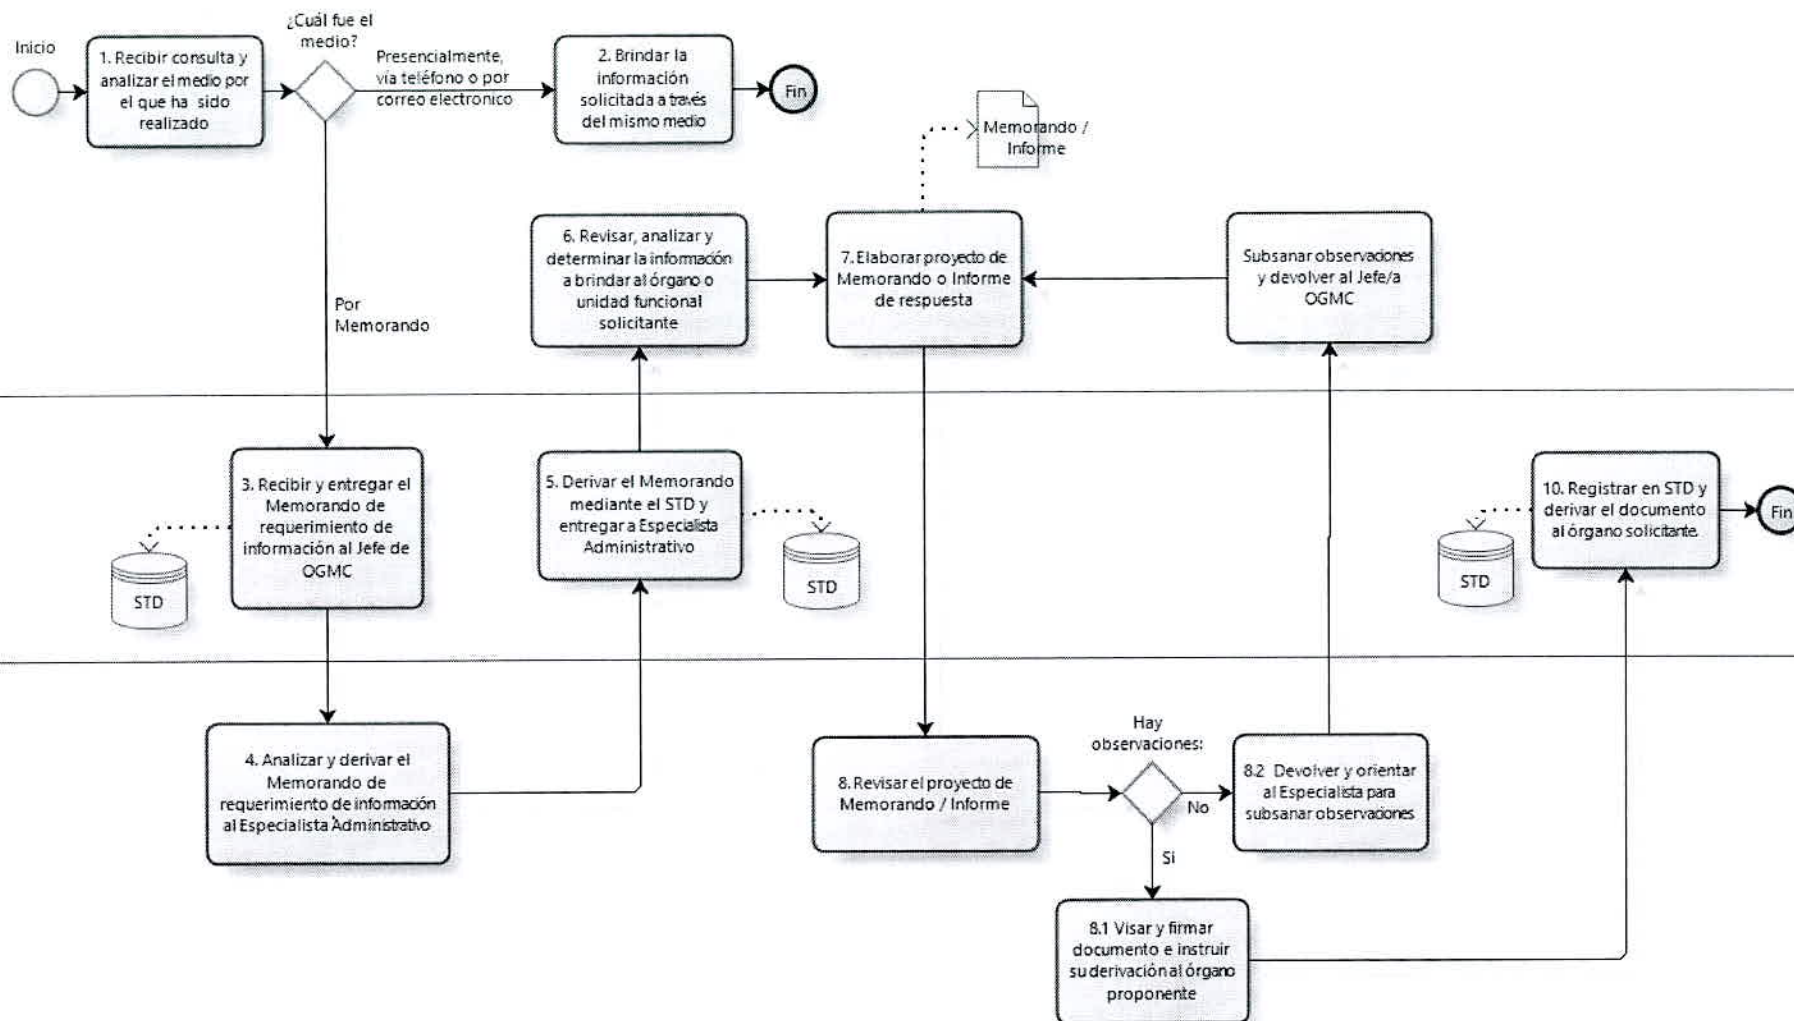 Inicio
1. Recibir consulta y
analizar el medio por
el que ha sido
realizado
¿Cuál fue el
medio?
Presencialmente,
vía teléfono o por
correo electronico
2. Brindar la
información
solicitada a través
del mismo medio
Fin
Memorando /
Informe
Por
Memorando
6. Revisar, analizar y
determinar la información
a brindar al órgano o
unidad funcional
solicitante
7. Elaborar proyecto de
Memorando o Informe
de respuesta
Subsanar observaciones
y devolver al Jefe/a
OGMC
3. Recibir y entregar el
Memorando de
requerimiento de
información al Jefe de
OGMC
STD
5. Derivar el Memorando
mediante el STD y
entregar a Especialista
Administrativo
STD
10. Registrar en STD y
derivar el documento
al órgano solicitante.
STD
Fin
4. Analizar y derivar el
Memorando de
requerimiento de información
al Especialista Administrativo
8. Revisar el proyecto de
Memorando / Informe
Hay
observaciones:
No
Si
8.2 Devolver y orientar
al Especialista para
subsanar observaciones
8.1 Visar y firmar
documento e instruir
su derivación al órgano
proponente